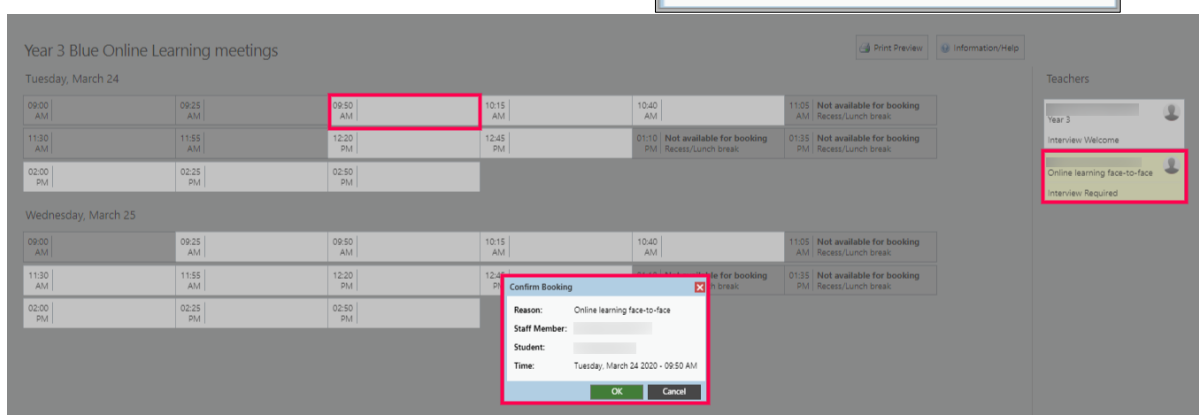 Year 3 Blue Online Learning meetings
Print Preview
Information/Help
Tuesday, March 24
Teachers
09:00 AM
09:25 AM
09:50 AM
10:15 AM
10:40 AM
11:05 AM Not available for booking
Recess/Lunch break
11:30 AM
11:55 AM
12:20 PM
12:45 PM
01:10 PM Not available for booking
Recess/Lunch break
01:35 PM Not available for booking
Recess/Lunch break
02:00 PM
02:25 PM
02:50 PM
Year 3
Interview Welcome
Online learning face-to-face
Interview Required
Wednesday, March 25
09:00 AM
09:25 AM
09:50 AM
10:15 AM
10:40 AM
11:05 AM Not available for booking
Recess/Lunch break
11:30 AM
11:55 AM
12:20 PM
01:35 PM Not available for booking
Recess/Lunch break
02:00 PM
02:25 PM
02:50 PM
Confirm Booking
Reason: Online learning face-to-face
Staff Member:
Student:
Time: Tuesday, March 24 2020 - 09:50 AM
OK
Cancel